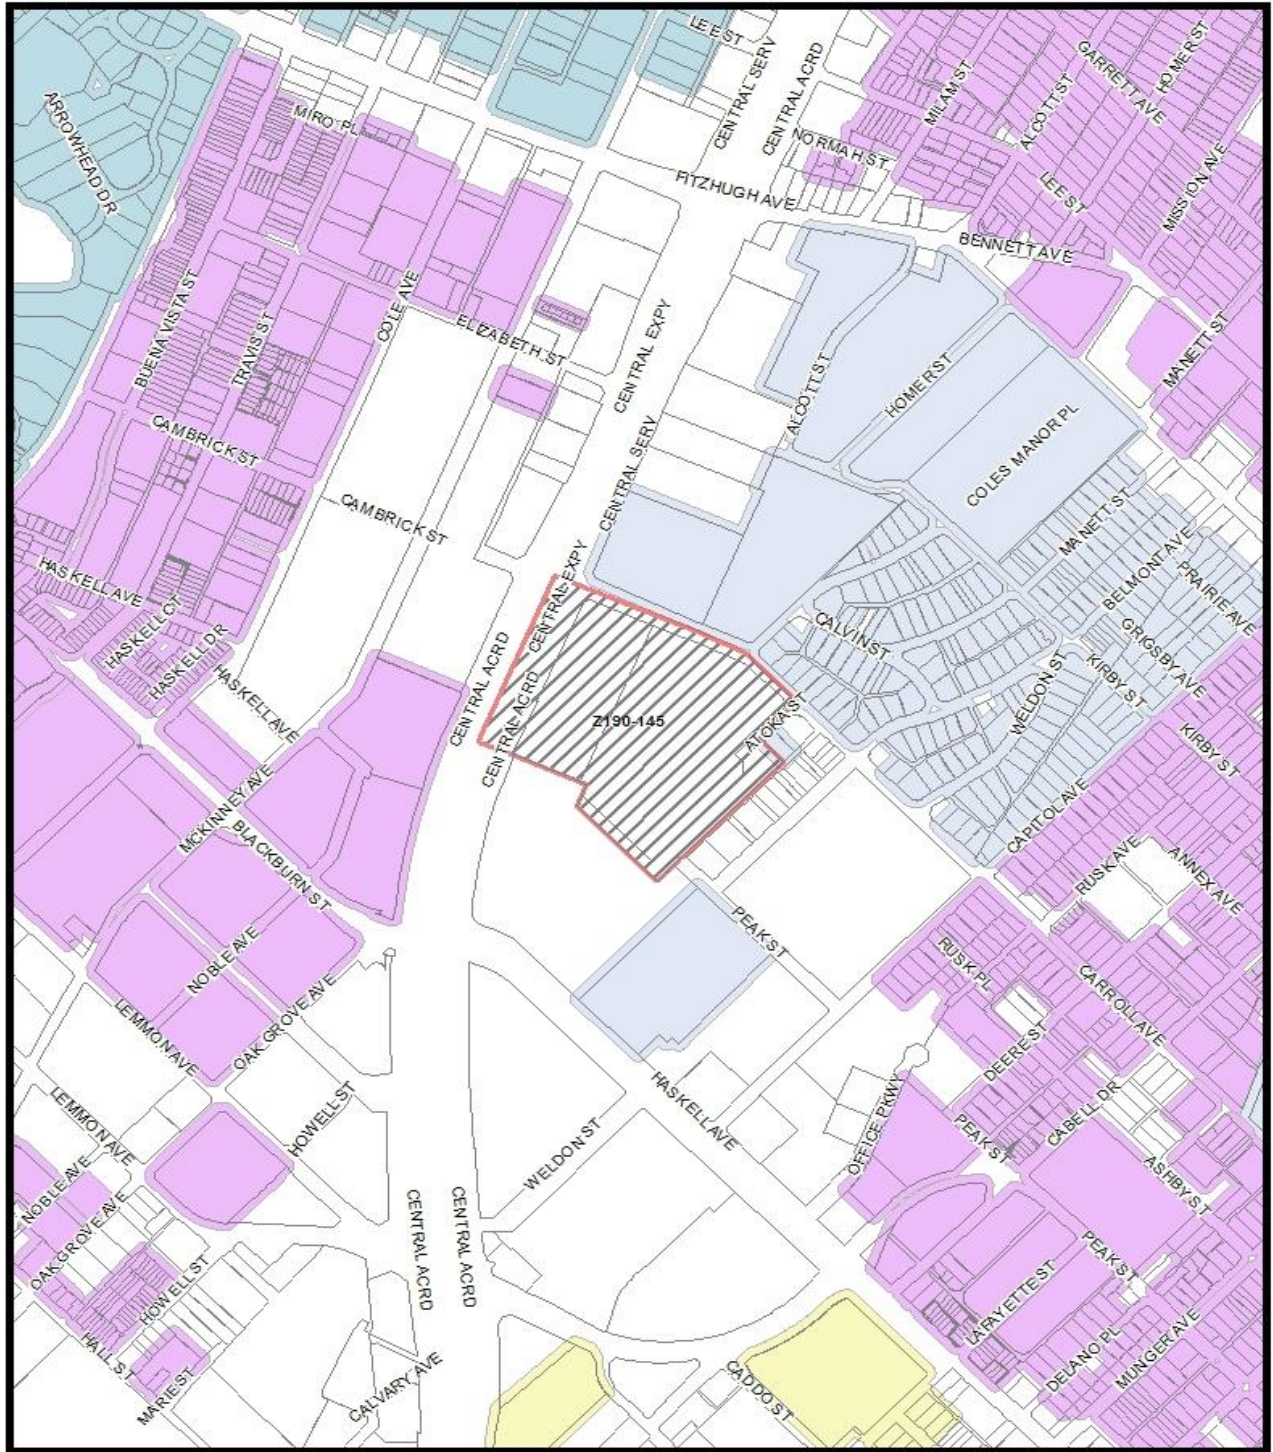 LEE ST
CENTRAL SERV
CENTRAL ACRD
GARRETT AVE
HOMER ST
MILAM ST
ALCOTT ST
ARROWHEAD DR
MIRO PL
NORMAH ST
FITZHUGH AVE
LEE ST
MISSION AVE
BENNETT AVE
BUENA VISTA ST
TRAVIS ST
COLE AVE
ELIZABETH ST
CENTRAL EXPY
MANETT ST
ALCOTT ST
HOMER ST
COLES MANOR PL
CAMBRICK ST
CENTRAL SERV
CAMBRICK ST
MANETT ST
BELMONT AVE
PRAIRIE AVE
HASKELL AVE
HASKELL CT
HASKELL DR
HASKELL AVE
CENTRAL EXPY
CENTRAL ACRD
CENTRAL ACRD
CALVIN ST
GRIGSBY AVE
KIRBY ST
WELDON ST
KIRBY ST
Z190-145
ATOKA ST
MCKINNEY AVE
BLACKBURN ST
CAPITOL AVE
RUSK AVE
ANNEX AVE
NOBLE AVE
PEAK ST
RUSK PL
CARROLL AVE
LEMMON AVE
OAK GROVE AVE
DEERE ST
LEMMON AVE
HOWELL ST
HASKELL AVE
OFFICE PKWY
CABELL DR
PEAK ST
ASHBY ST
WELDON ST
NOBLE AVE
OAK GROVE AVE
CENTRAL ACRD
CENTRAL ACRD
HOWELL ST
PEAK ST
LAFAYETTE ST
HALL ST
MARIE ST
CALVARY AVE
CADDO ST
DELANO PL
MUNGER AVE